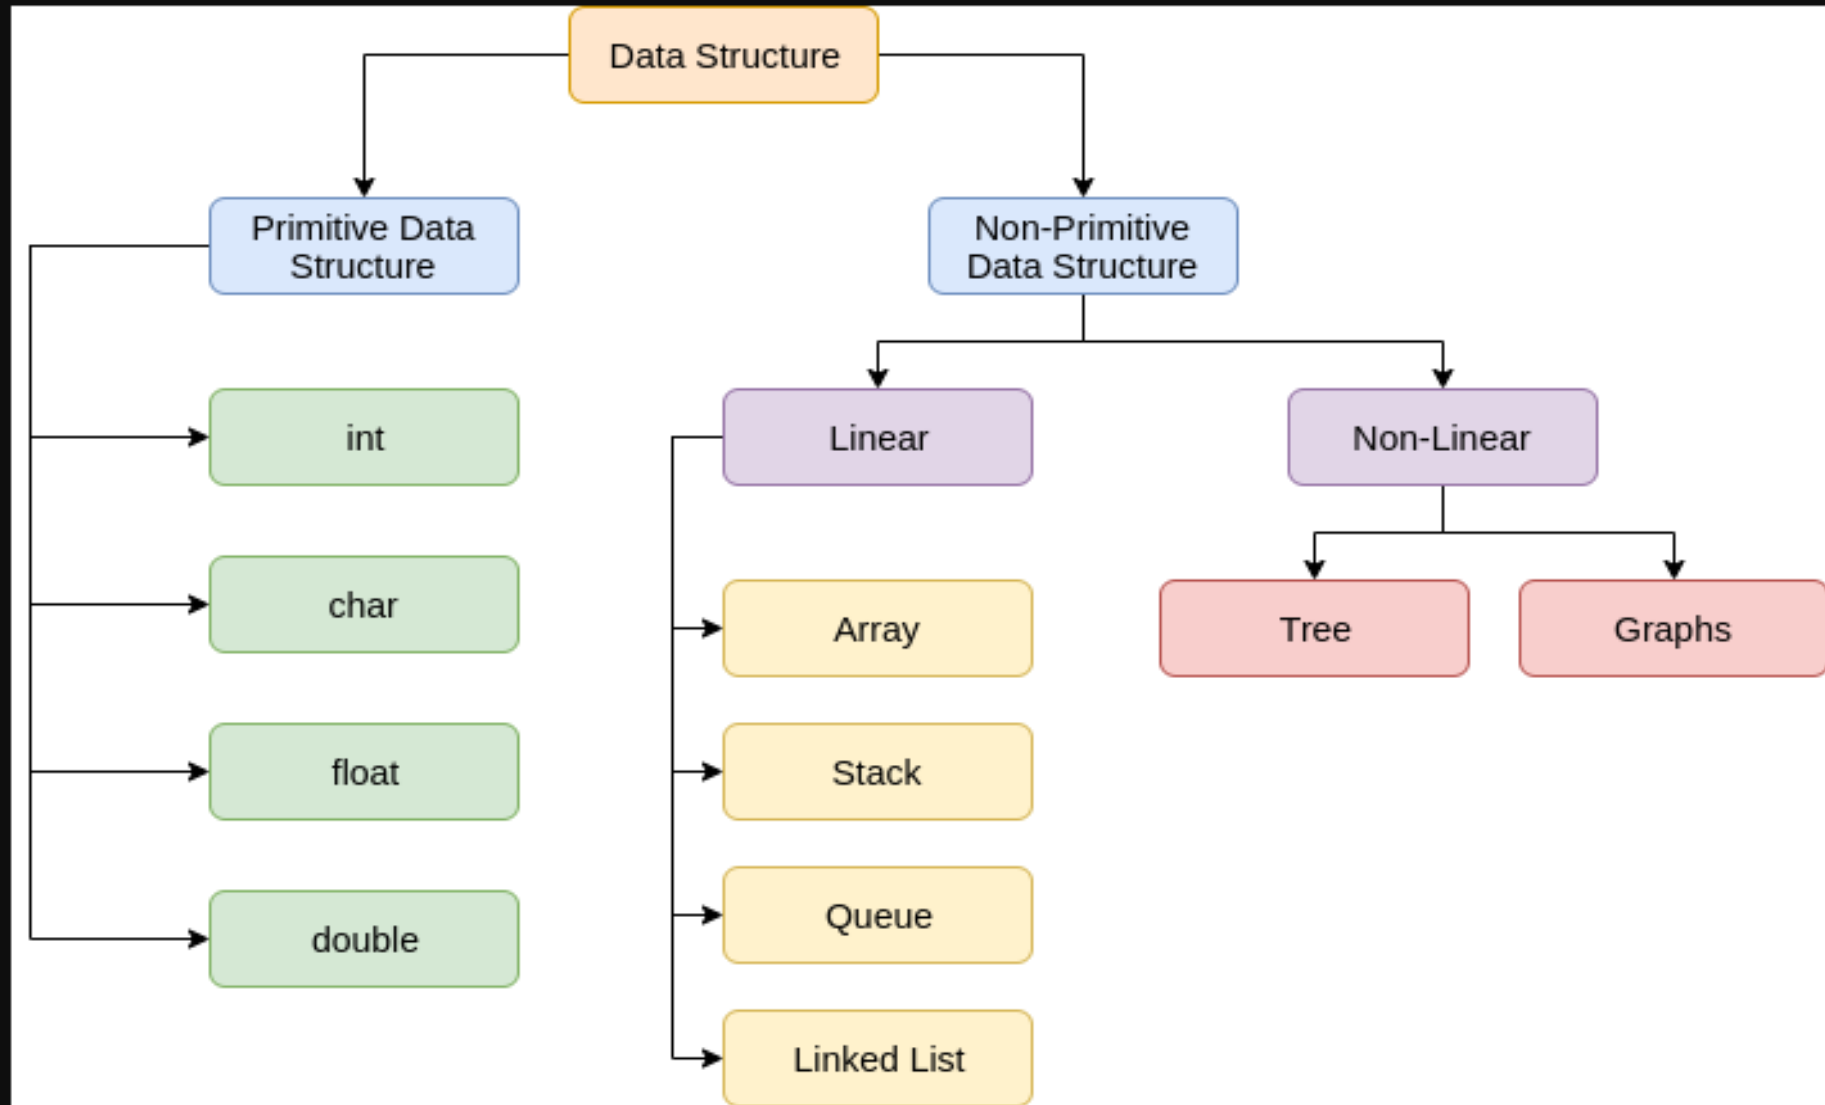 Data Structure
Primitive Data
Structure
Non-Primitive
Data Structure
int
Linear
Non-Linear
char
Array
Tree
Graphs
float
Stack
Queue
double
Linked List